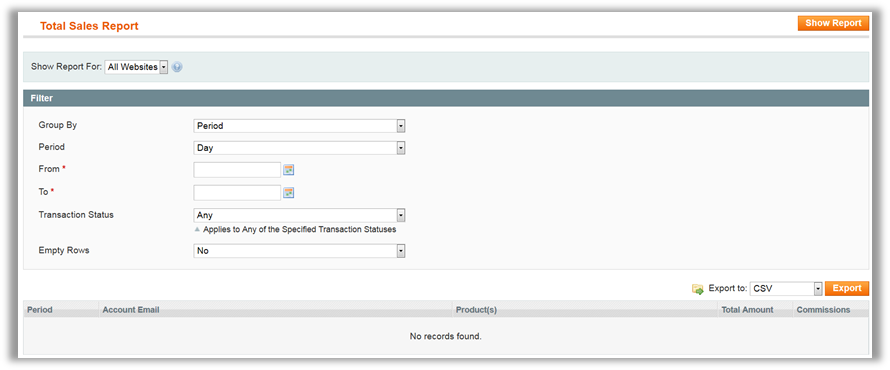 Total Sales Report
Show Report
Show Report For: All Websites
Filter
Group By Period
Period Day
From *
To *
Transaction Status Any
Applies to Any of the Specified Transaction Statuses
Empty Rows No
Export to: CSV Export
Period Account Email Product(s) Total Amount Commissions
No records found.